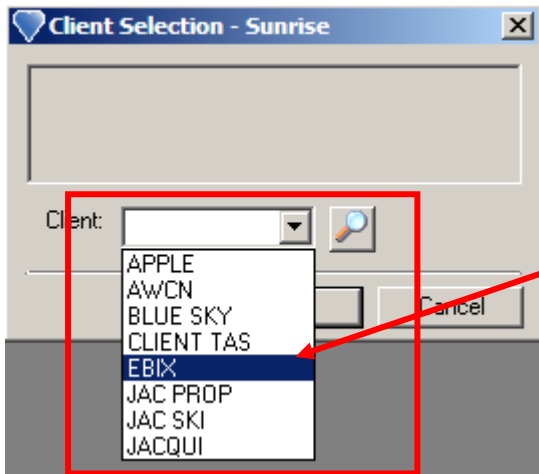 Client Selection - Sunrise
Client:
APPLE
AWCN
BLUE SKY
CLIENT TAS
EBIX
JAC PROP
JAC SKI
JACQUI
Cancel